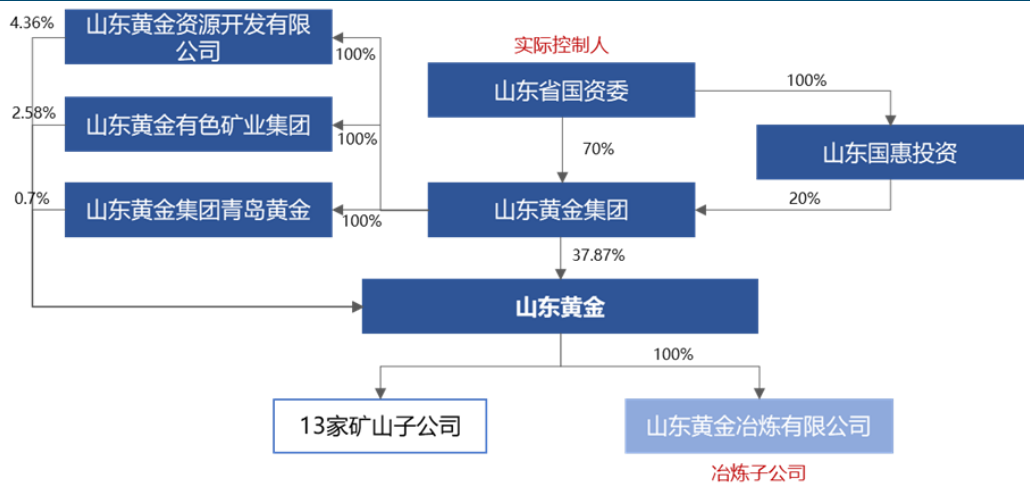 4.36%
山东黄金资源开发有限
公司
100%
实际控制人
山东省国资委
100%
2.58%
山东黄金有色矿业集团
100%
70%
山东国惠投资
0.7%
山东黄金集团青岛黄金
100%
山东黄金集团
20%
37.87%
山东黄金
100%
13家矿山子公司
山东黄金冶炼有限公司
冶炼子公司